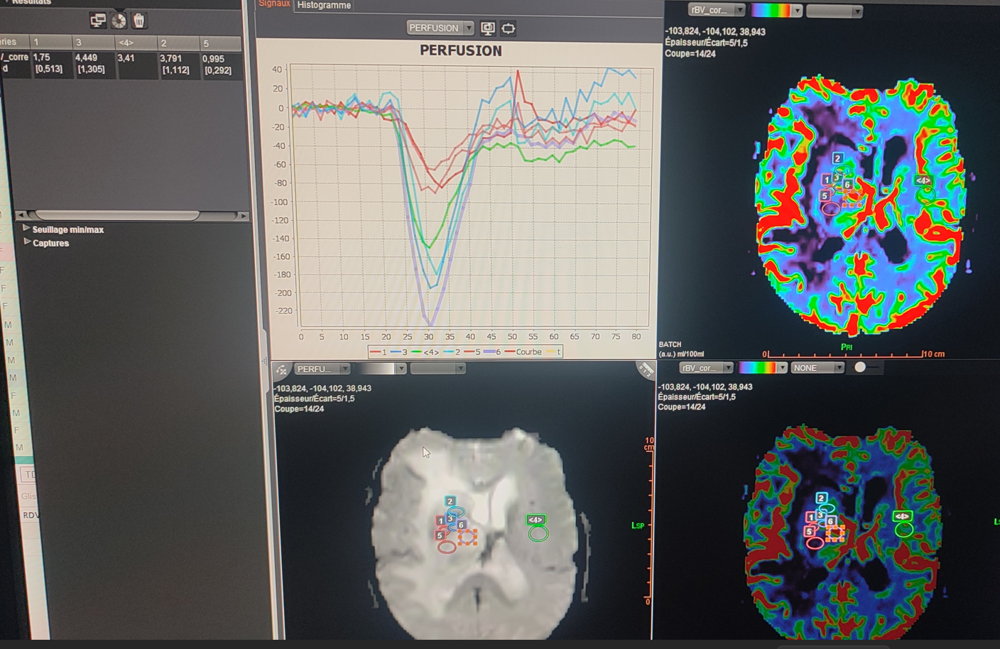 Résultats
ries 1 3 <4> 2 5
/_corre 1,75 4,449 3,41 3,791 0,995
d [0,513] [1,305] [1,112] [0,292]
Seuillage min/max
Captures
F
F
F
F
M
M
M
M
F
M
F
M
Glis
RDV
Signaux Histogramme
PERFUSION
PERFUSION
40
20
0
-20
-40
-60
-80
-100
-120
-140
-160
-180
-200
-220
0 5 10 15 20 25 30 35 40 45 50 55 60 65 70 75 80
1 3 <4> 2 5 6 Courbe t
rBV_cor...
-103,824, -104,102, 38,943
Épaisseur/Écart=5/1,5
Coupe=14/24
2
1 3 6
5
<4>
BATCH
(a.u.) ml/100ml
PRI
0 10 cm
PERFU...
-103,824, -104,102, 38,943
Épaisseur/Écart=5/1,5
Coupe=14/24
2
1 3 6
5
<4>
10
cm
LSP
0
rBV_cor... NONE
-103,824, -104,102, 38,943
Épaisseur/Écart=5/1,5
Coupe=14/24
2
1 3 6
5
<4>